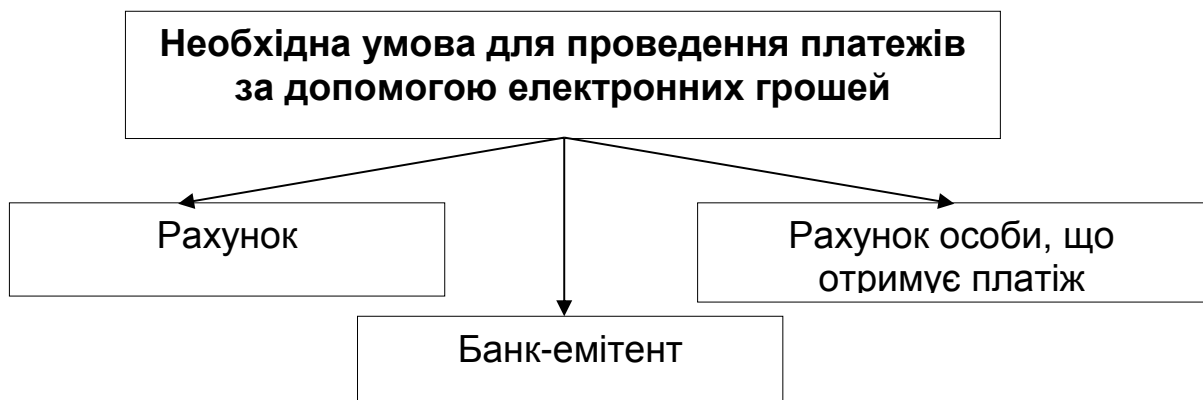 Необхідна умова для проведення платежів
за допомогою електронних грошей
Рахунок
Рахунок особи, що
отримує платіж
Банк-емітент